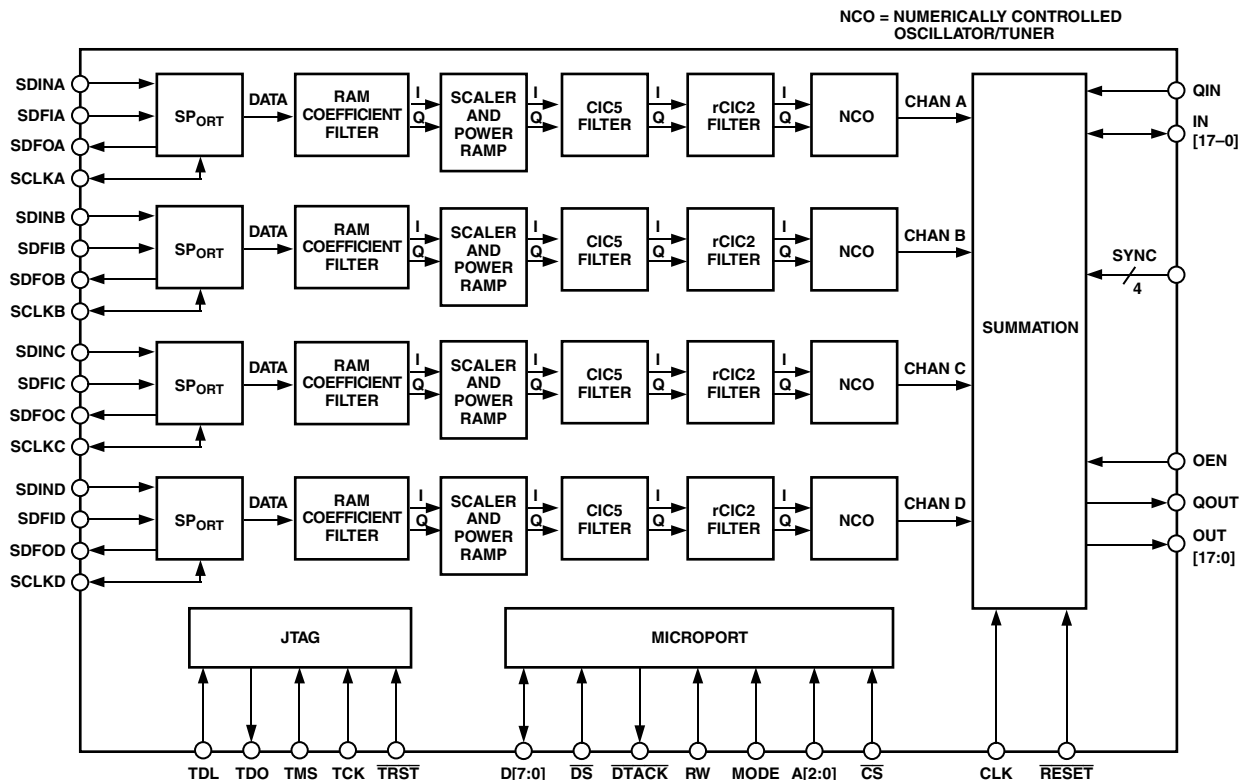 NCO = NUMERICALLY CONTROLLED
OSCILLATOR/TUNER
SDINA
SDFIA
SDFOA
SCLKA
SPORT
DATA
RAM
COEFFICIENT
FILTER
I
Q
SCALER
AND
POWER
RAMP
I
Q
CIC5
FILTER
I
Q
rCIC2
FILTER
I
Q
NCO
CHAN A
SDINB
SDFIB
SDFOB
SCLKB
SPORT
DATA
RAM
COEFFICIENT
FILTER
I
Q
SCALER
AND
POWER
RAMP
I
Q
CIC5
FILTER
I
Q
rCIC2
FILTER
I
Q
NCO
CHAN B
SDINC
SDFIC
SDFOC
SCLKC
SPORT
DATA
RAM
COEFFICIENT
FILTER
I
Q
SCALER
AND
POWER
RAMP
I
Q
CIC5
FILTER
I
Q
rCIC2
FILTER
I
Q
NCO
CHAN C
SDIND
SDFID
SDFOD
SCLKD
SPORT
DATA
RAM
COEFFICIENT
FILTER
I
Q
SCALER
AND
POWER
RAMP
I
Q
CIC5
FILTER
I
Q
rCIC2
FILTER
I
Q
NCO
CHAN D
SUMMATION
QIN
IN
[17–0]
SYNC
4
OEN
QOUT
OUT
[17:0]
JTAG
MICROPORT
TDL
TDO
TMS
TCK
TRST
D[7:0]
DS
DTACK
RW
MODE
A[2:0]
CS
CLK
RESET